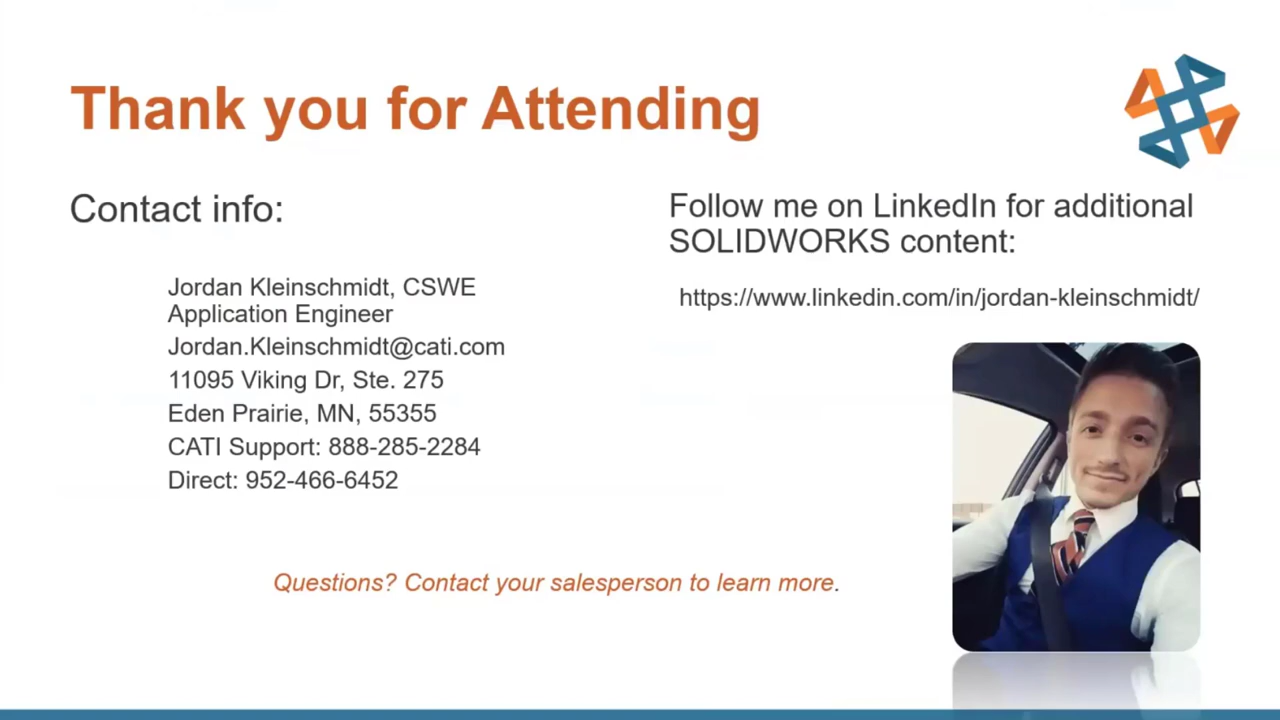 Thank you for Attending
Contact info:
Jordan Kleinschmidt, CSWE
Application Engineer
Jordan.Kleinschmidt@cati.com
11095 Viking Dr, Ste. 275
Eden Prairie, MN, 55355
CATI Support: 888-285-2284
Direct: 952-466-6452
Follow me on LinkedIn for additional
SOLIDWORKS content:
https://www.linkedin.com/in/jordan-kleinschmidt/
Questions? Contact your salesperson to learn more.